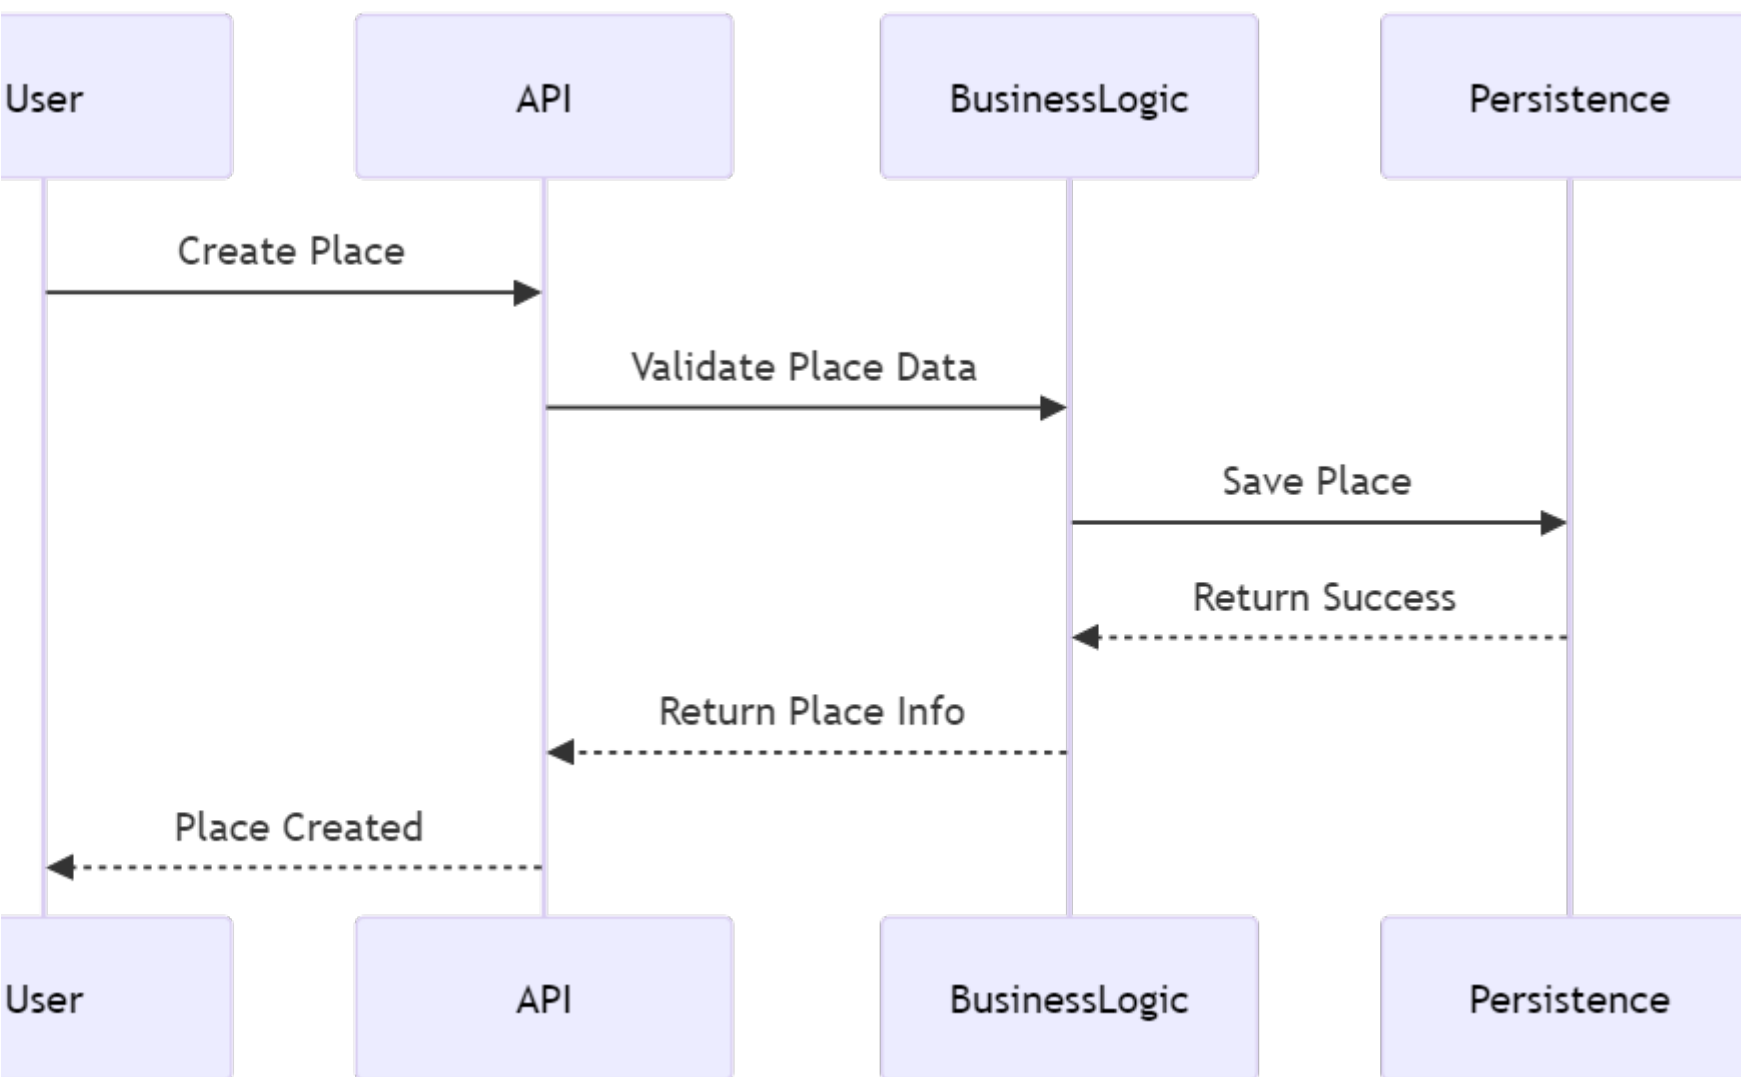 User
API
BusinessLogic
Persistence
Create Place
Validate Place Data
Save Place
Return Success
Return Place Info
Place Created
User
API
BusinessLogic
Persistence